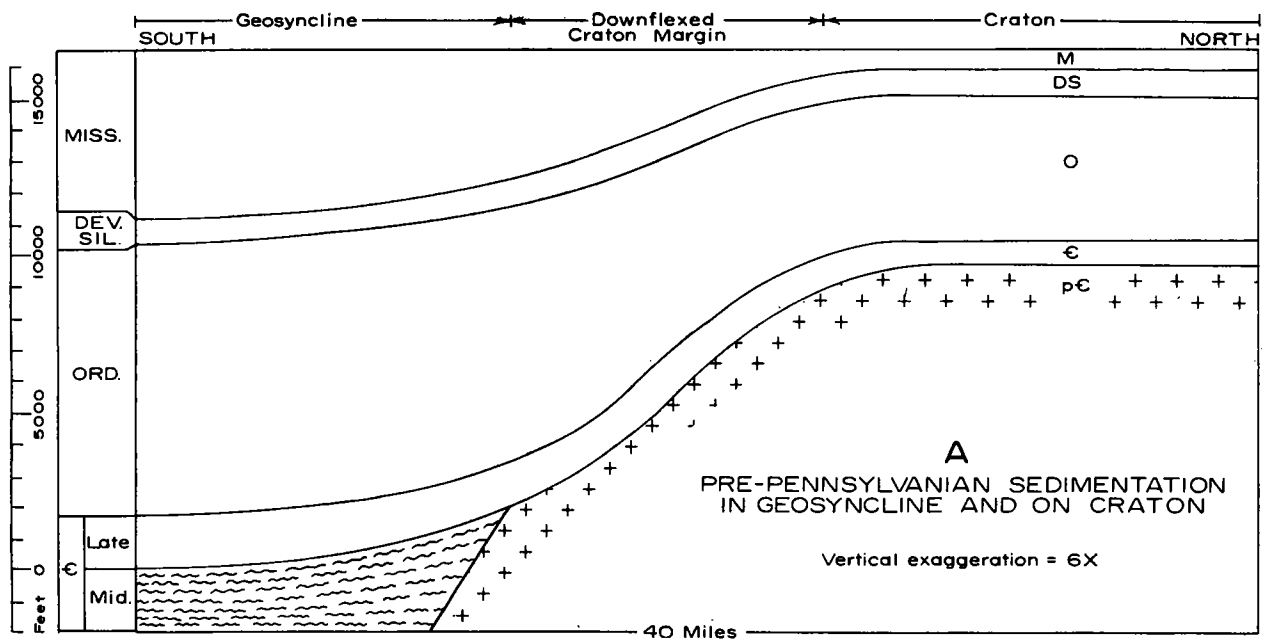 Geosyncline
Downflexed
Craton Margin
Craton
SOUTH
NORTH
M
DS
O
Є
pЄ
MISS.
DEV.
SIL.
ORD.
Late
Є
Mid.
15000
10000
5000
0
Feet
A
PRE-PENNSYLVANIAN SEDIMENTATION
IN GEOSYNCLINE AND ON CRATON
Vertical exaggeration = 6X
40 Miles